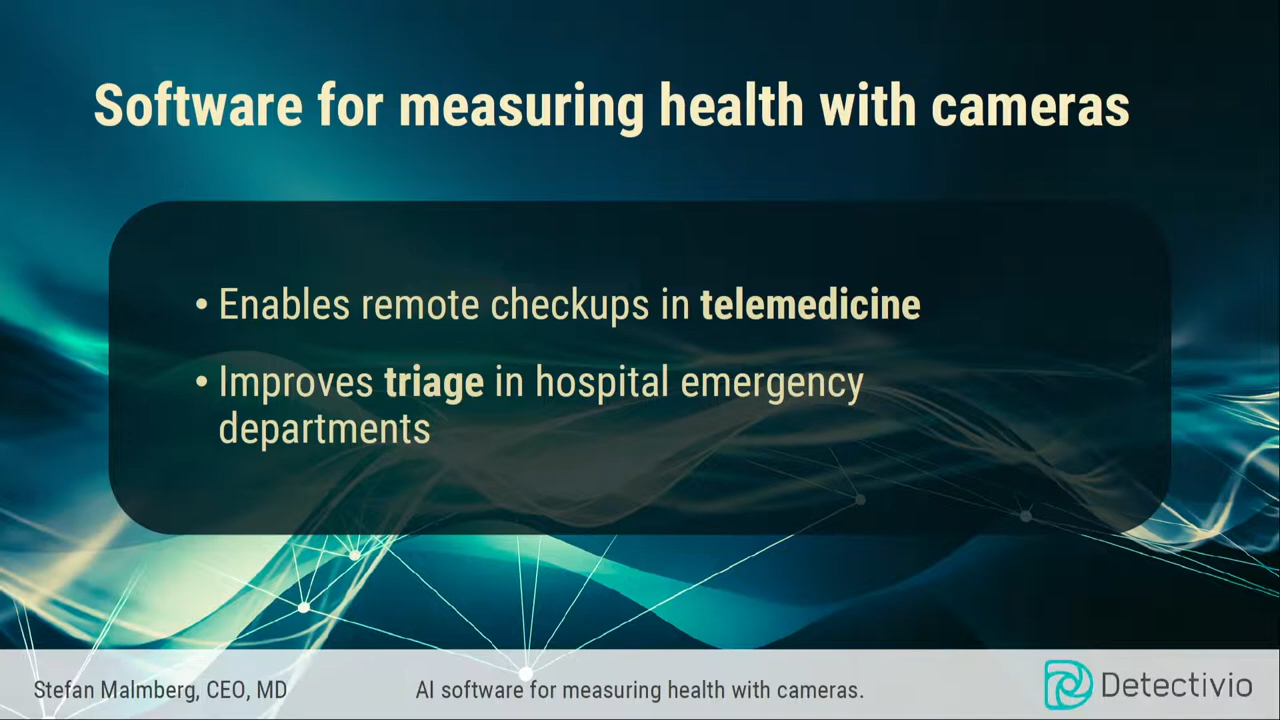 Software for measuring health with cameras
• Enables remote checkups in telemedicine
• Improves triage in hospital emergency
departments
Stefan Malmberg, CEO, MD
AI software for measuring health with cameras.
Detectivio